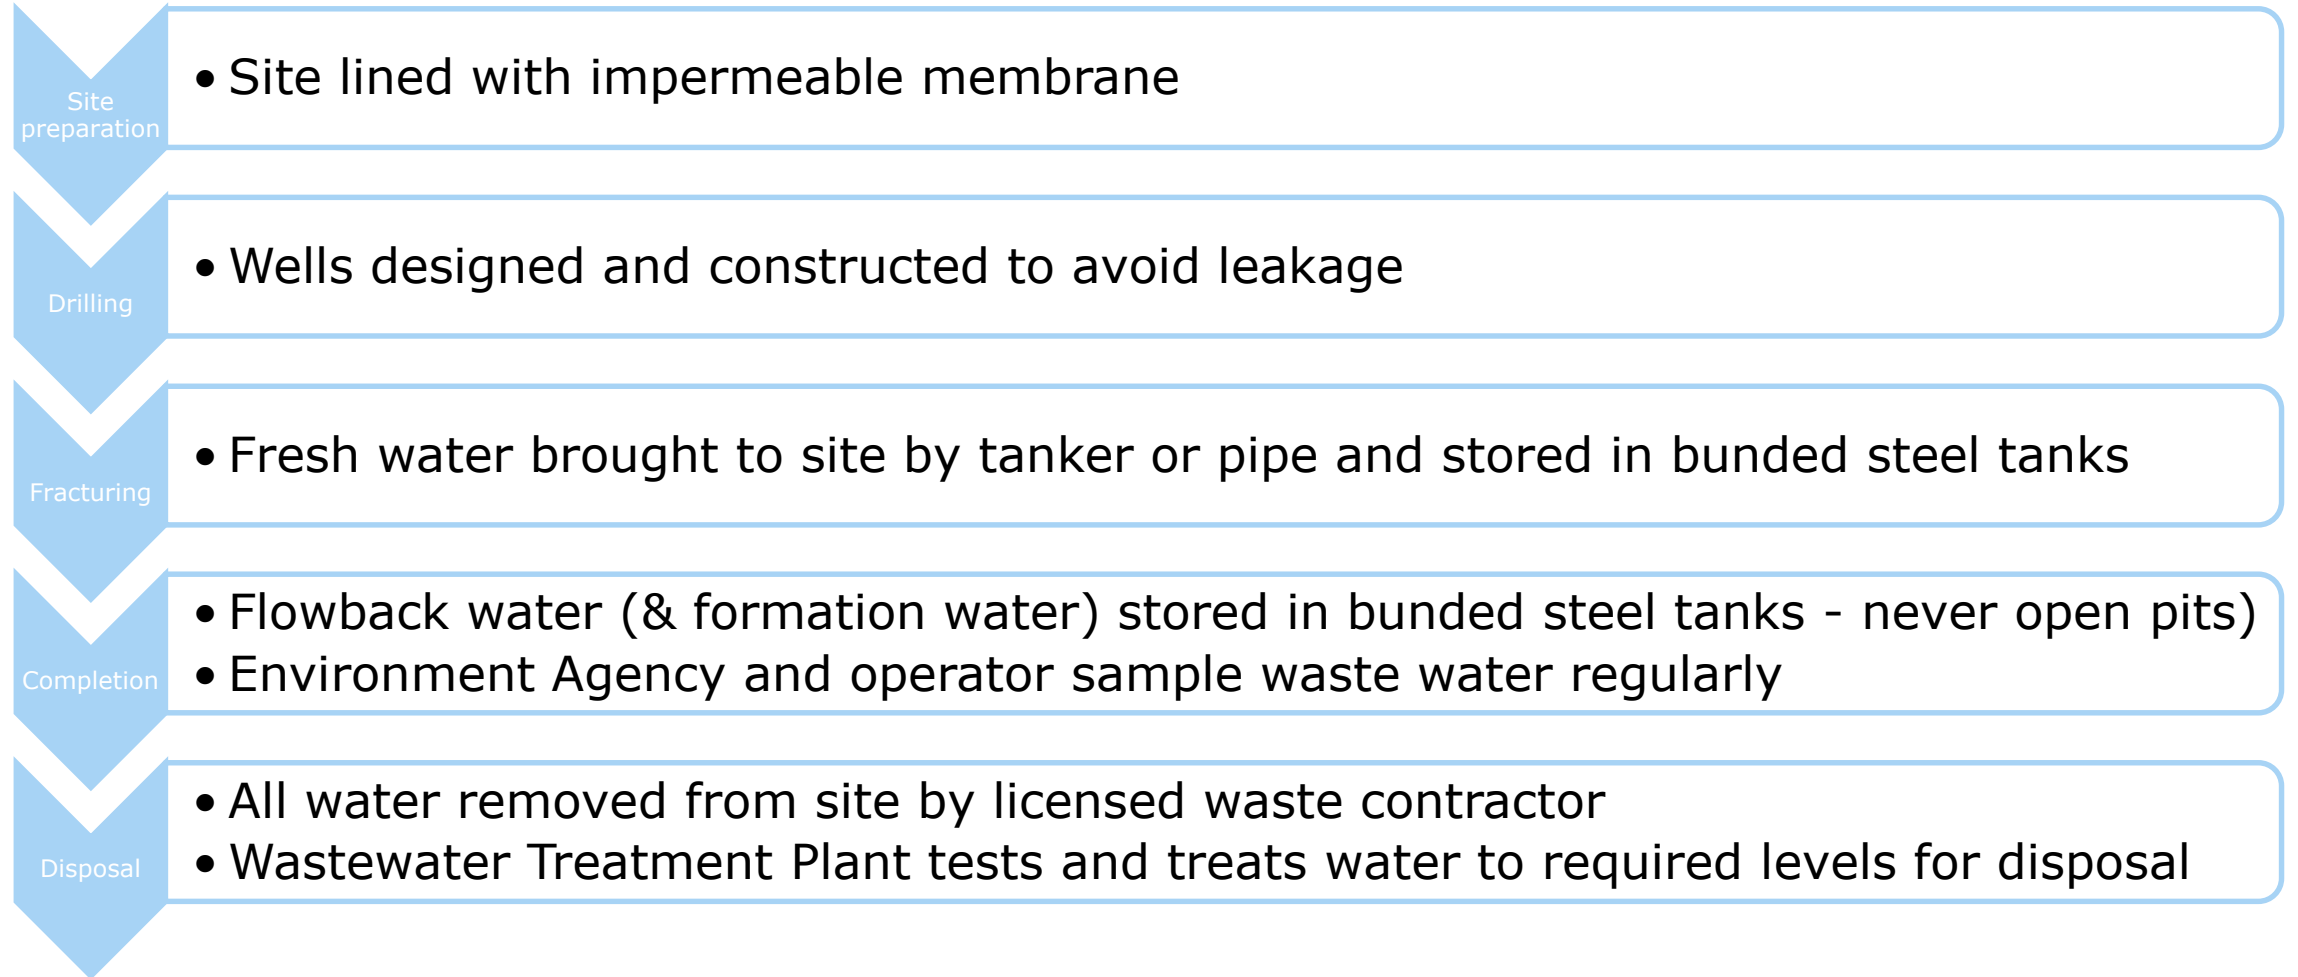 Site
preparation
• Site lined with impermeable membrane
Drilling
• Wells designed and constructed to avoid leakage
Fracturing
• Fresh water brought to site by tanker or pipe and stored in bunded steel tanks
Completion
• Flowback water (& formation water) stored in bunded steel tanks - never open pits)
• Environment Agency and operator sample waste water regularly
Disposal
• All water removed from site by licensed waste contractor
• Wastewater Treatment Plant tests and treats water to required levels for disposal